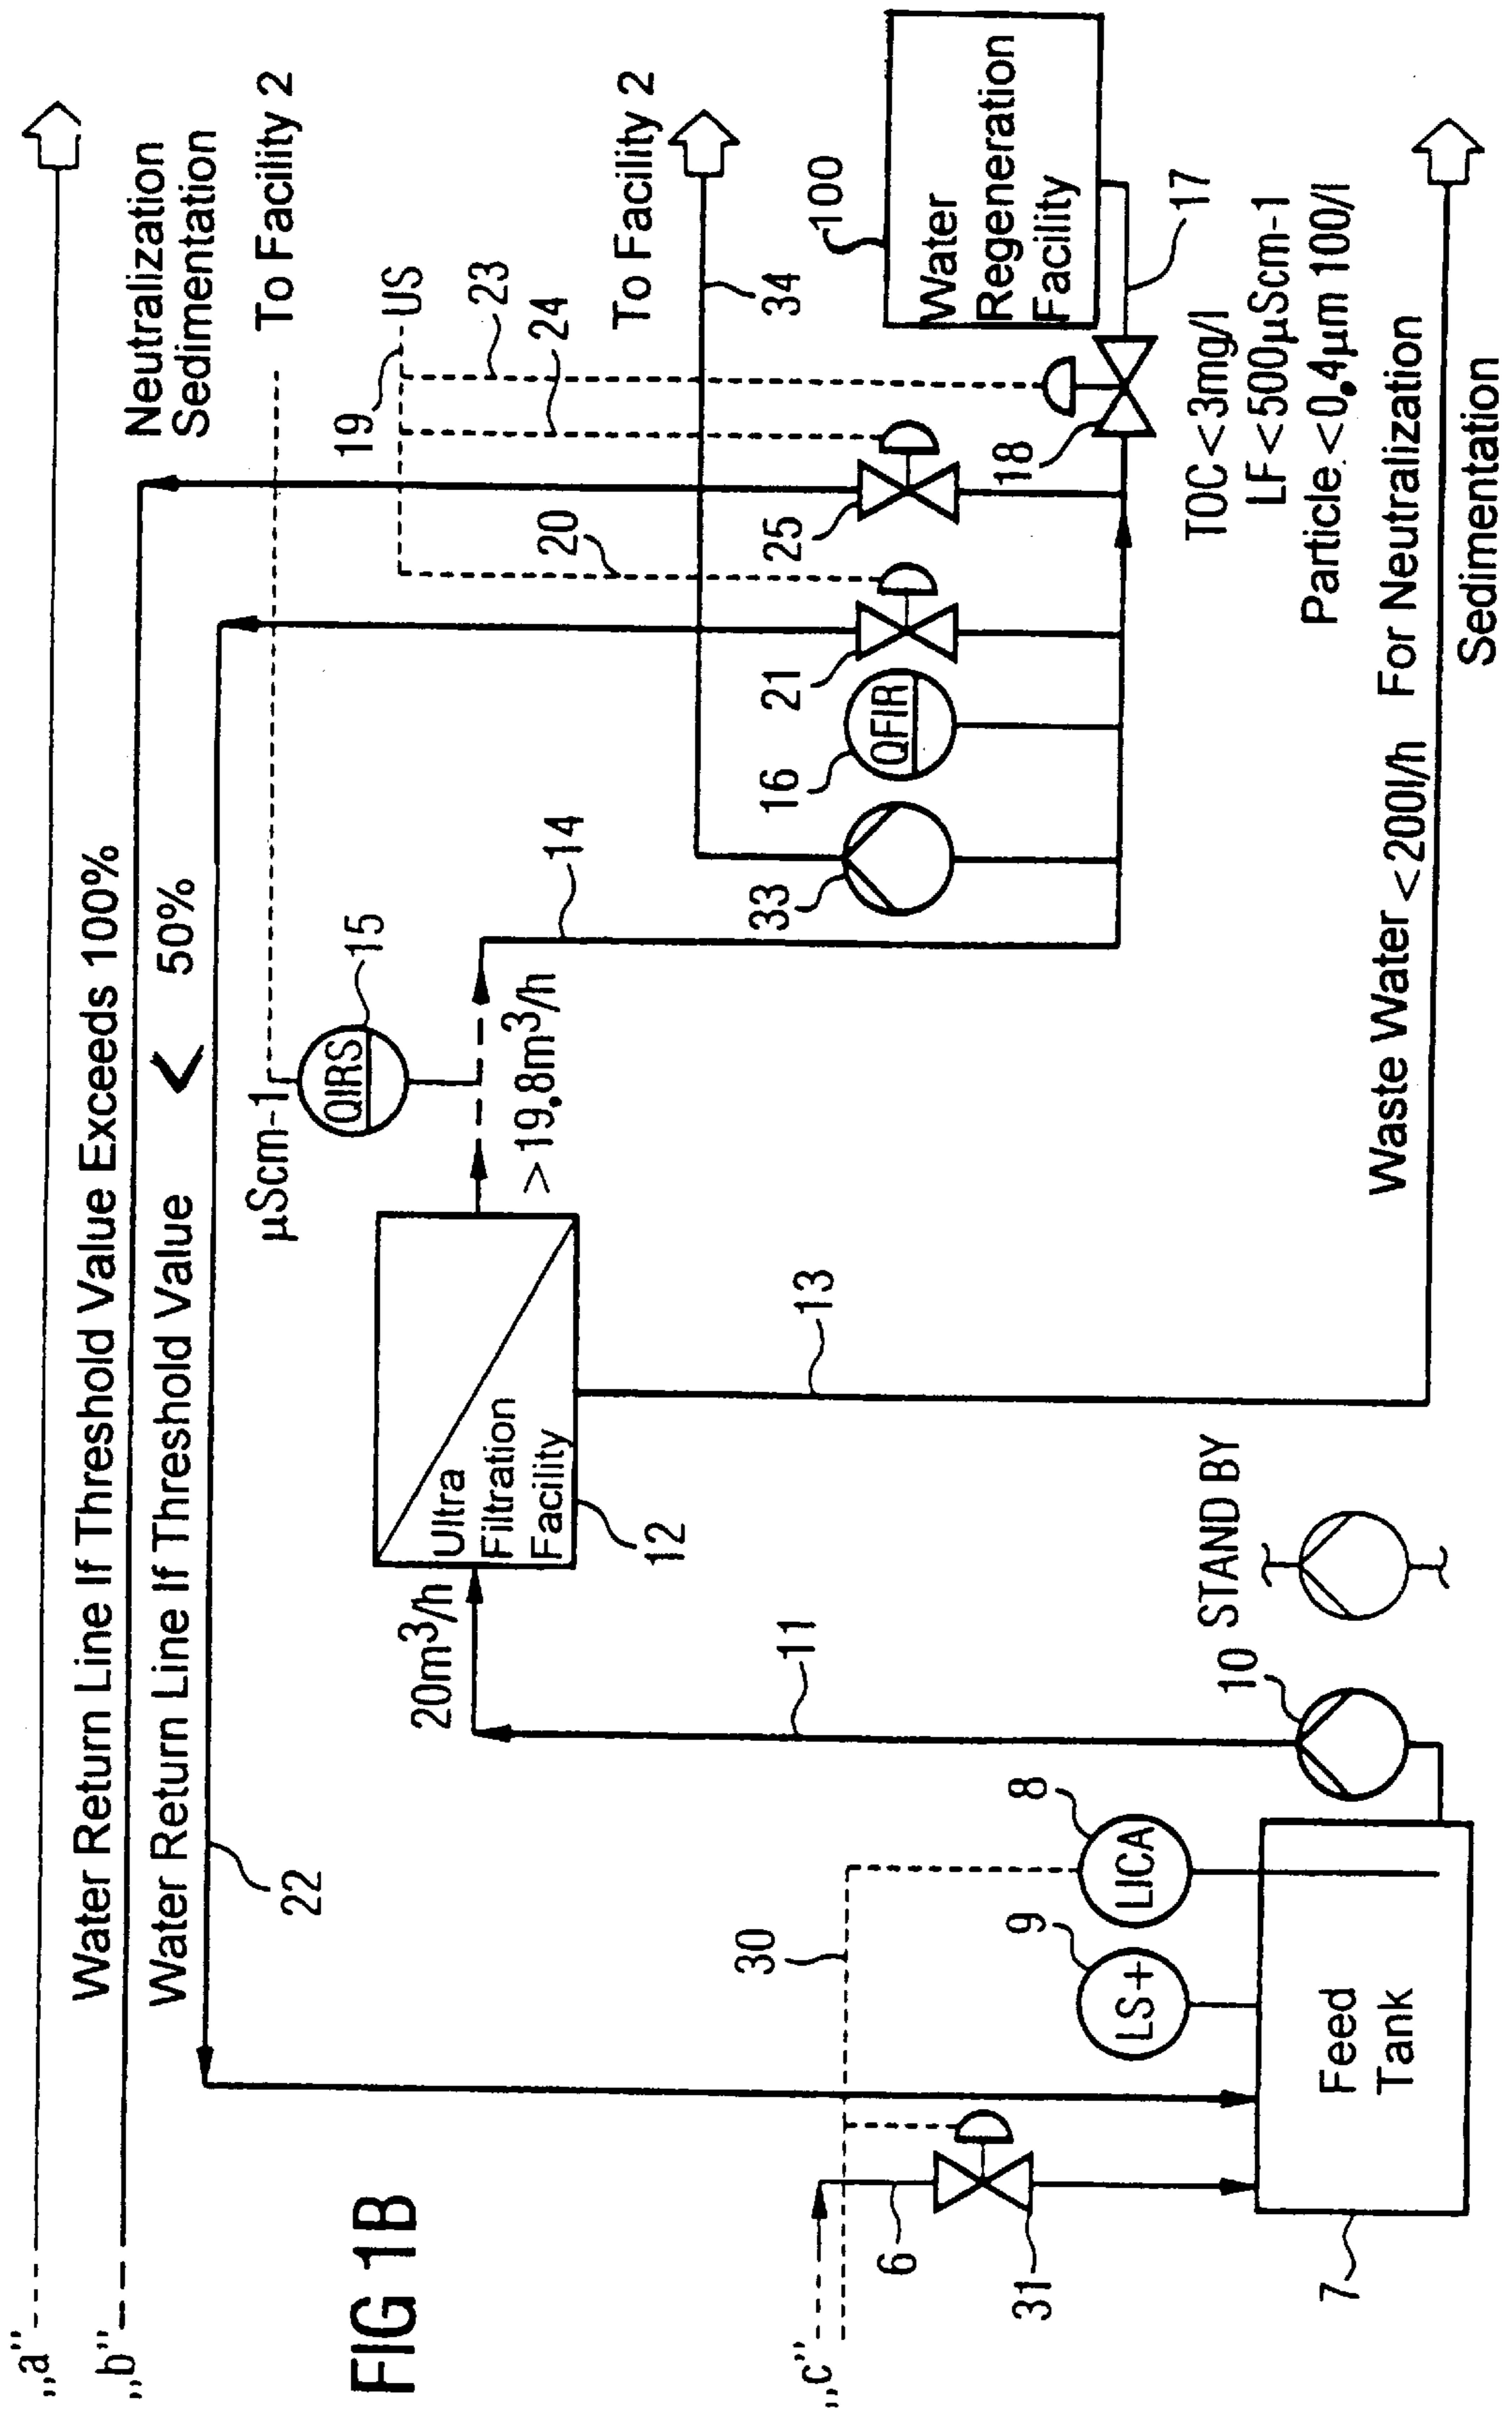 „a"
Neutralization
Sedimentation
„b"
Water Return Line If Threshold Value Exceeds 100%
Water Return Line If Threshold Value < 50%
22
To Facility 2
µScm-1
QIRS
15
19
US
23
24
20
To Facility 2
34
FIG 1B
20m³/h
Ultra
Filtration
Facility
12
>19.8m³/h
14
11
13
33
16
QFIR
21
25
18
100
Water
Regeneration
Facility
17
TOC <3mg/l
LF <500µScm-1
Particle. <0.4µm 100/l
„c"
6
31
30
9
LS+
8
LICA
10
STAND BY
7
Feed
Tank
Waste Water <200l/h For Neutralization
Sedimentation